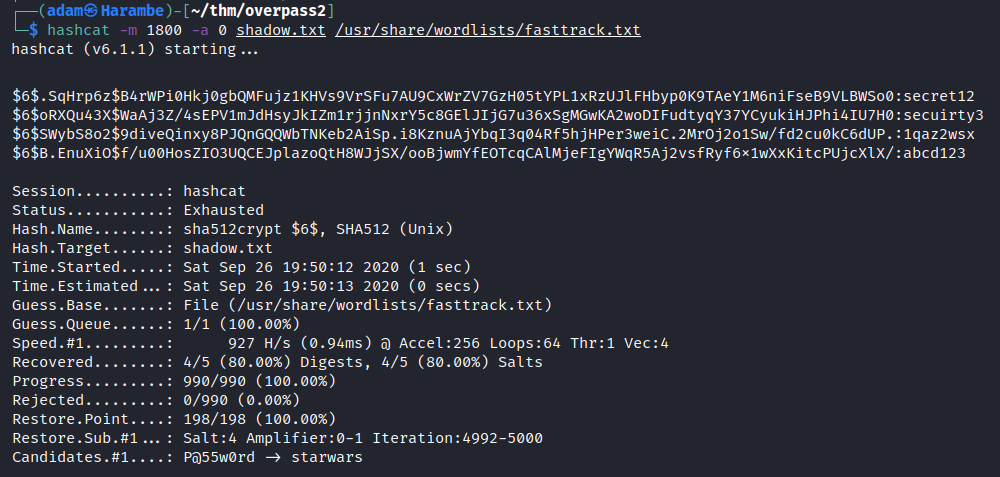 ┌──(adam㉿Harambe)-[~/thm/overpass2]
└─$ hashcat -m 1800 -a 0 shadow.txt /usr/share/wordlists/fasttrack.txt
hashcat (v6.1.1) starting...
$6$.SqHrp6z$B4rWPi0Hkj0gbQMFujz1KHVs9VrSFu7AU9CxWrZV7GzH05tYPL1xRzUJlFHbyp0K9TAeY1M6niFseB9VLBWSo0:secret12
$6$oRXQu43X$WaAj3Z/4sEPV1mJdHsyJkIZm1rjjnNxrY5c8GElJIjG7u36xSgMGwKA2woDIFudtyqY37YCyukiHJPhi4IU7H0:secuirty3
$6$SWybS8o2$9diveQinxy8PJQnGQQWbTNKeb2AiSp.i8KznuAjYbqI3q04Rf5hjHPer3weiC.2MrOj2o1Sw/fd2cu0kC6dUP.:1qaz2wsx
$6$B.EnuXiO$f/u00HosZIO3UQCEJplazoQtH8WJjSX/ooBjwmYfEOTcqCAlMjeFIgYWqR5Aj2vsfRyf6x1wXxKitcPUjcXlX/:abcd123
Session..........: hashcat
Status...........: Exhausted
Hash.Name........: sha512crypt $6$, SHA512 (Unix)
Hash.Target......: shadow.txt
Time.Started.....: Sat Sep 26 19:50:12 2020 (1 sec)
Time.Estimated...: Sat Sep 26 19:50:13 2020 (0 secs)
Guess.Base.......: File (/usr/share/wordlists/fasttrack.txt)
Guess.Queue......: 1/1 (100.00%)
Speed.#1.........:      927 H/s (0.94ms) @ Accel:256 Loops:64 Thr:1 Vec:4
Recovered........: 4/5 (80.00%) Digests, 4/5 (80.00%) Salts
Progress.........: 990/990 (100.00%)
Rejected.........: 0/990 (0.00%)
Restore.Point....: 198/198 (100.00%)
Restore.Sub.#1...: Salt:4 Amplifier:0-1 Iteration:4992-5000
Candidates.#1....: P@55w0rd -> starwars